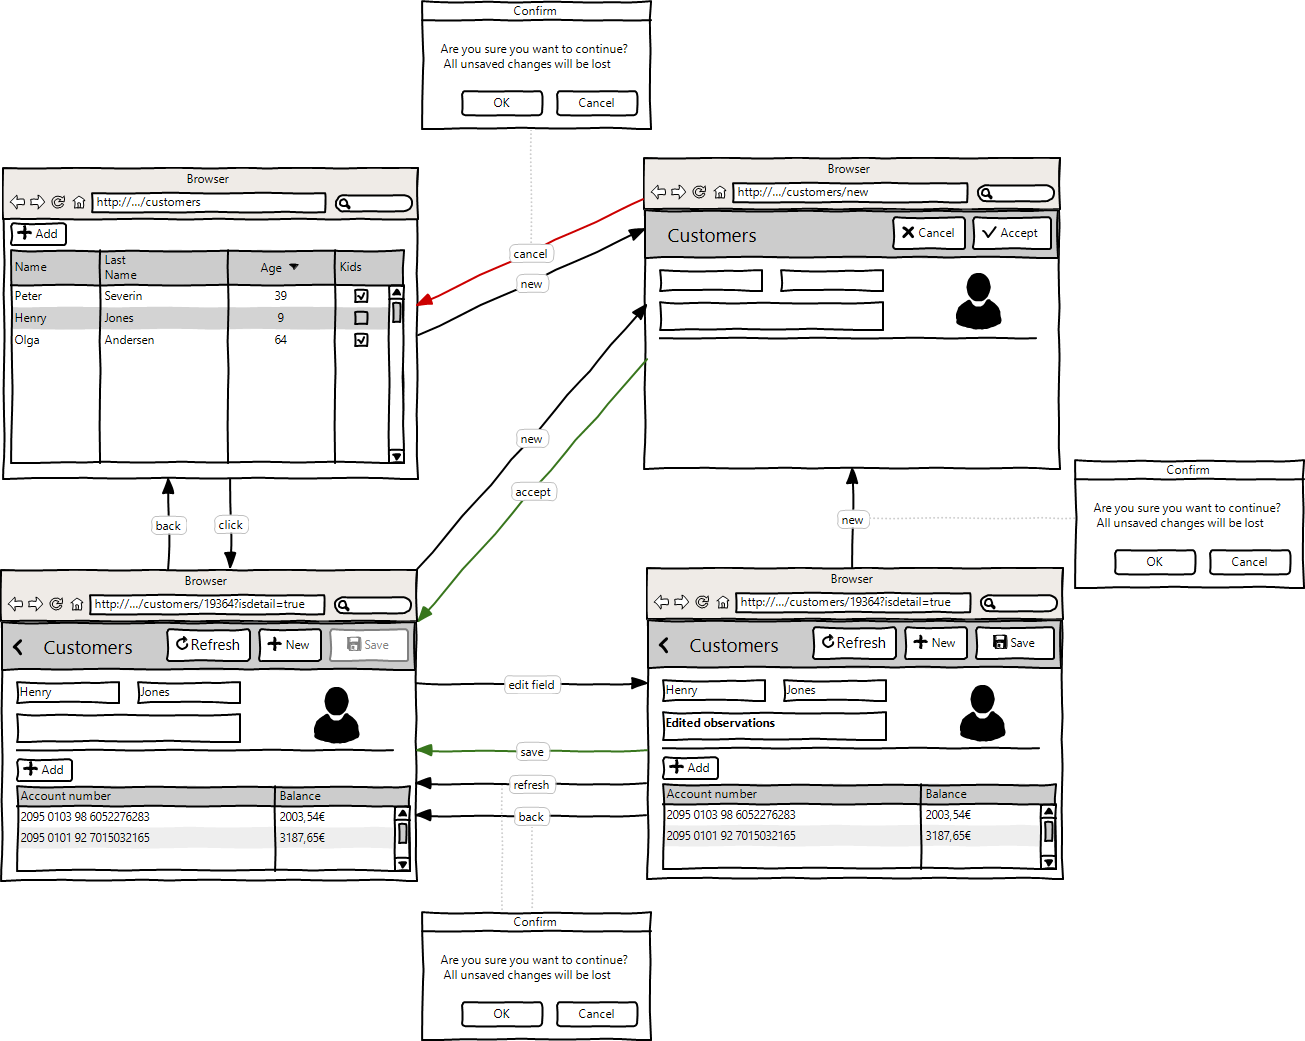 Confirm
Are you sure you want to continue?
All unsaved changes will be lost
OK Cancel
Browser
http://.../customers
Add
Name Last Name Age Kids
Peter Severin 39
Henry Jones 9
Olga Andersen 64
cancel
new
Browser
http://.../customers/new
Customers Cancel Accept
new
accept
back
click
Confirm
Are you sure you want to continue?
All unsaved changes will be lost
OK Cancel
new
Browser
http://.../customers/19364?isdetail=true
Customers Refresh New Save
Henry Jones
Add
Account number Balance
2095 0103 98 6052276283 2003,54€
2095 0101 92 7015032165 3187,65€
edit field
save
refresh
back
Browser
http://.../customers/19364?isdetail=true
Customers Refresh New Save
Henry Jones
Edited observations
Add
Account number Balance
2095 0103 98 6052276283 2003,54€
2095 0101 92 7015032165 3187,65€
Confirm
Are you sure you want to continue?
All unsaved changes will be lost
OK Cancel